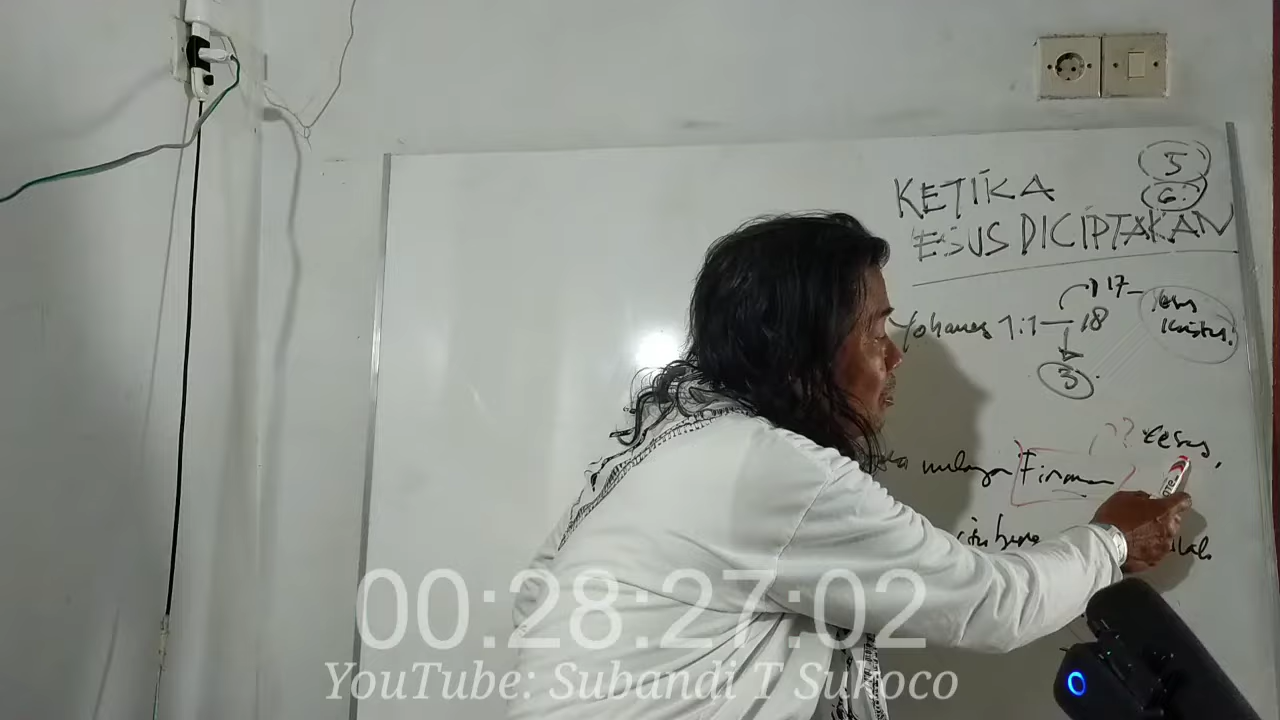 5
6
KETIKA
ESUS DICIPTAKAN
17 - Yesus
Kristus!
Yohanes 1:1 — 18
3.
?? Yesus,
Firman
00:28:27:02
YouTube: Subandi T Sukoco